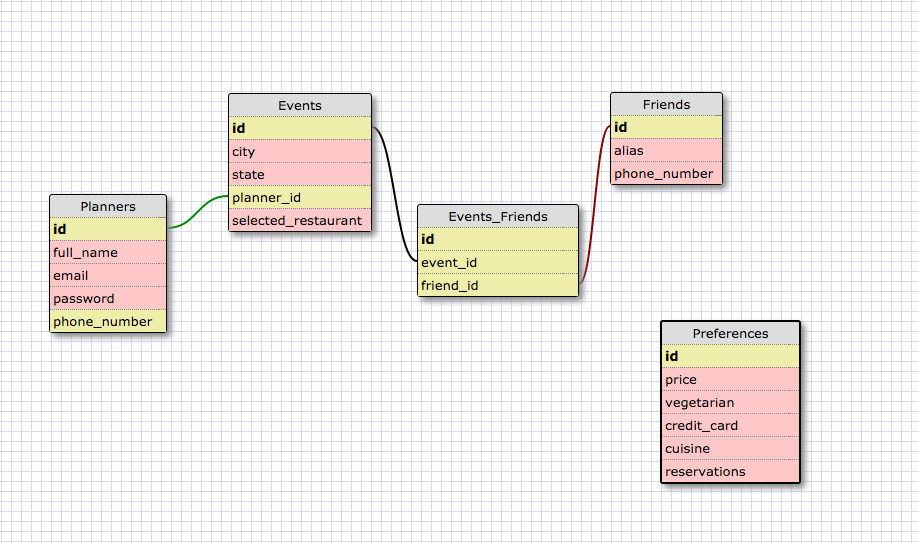 Planners
id
full_name
email
password
phone_number
Events
id
city
state
planner_id
selected_restaurant
Events_Friends
id
event_id
friend_id
Friends
id
alias
phone_number
Preferences
id
price
vegetarian
credit_card
cuisine
reservations